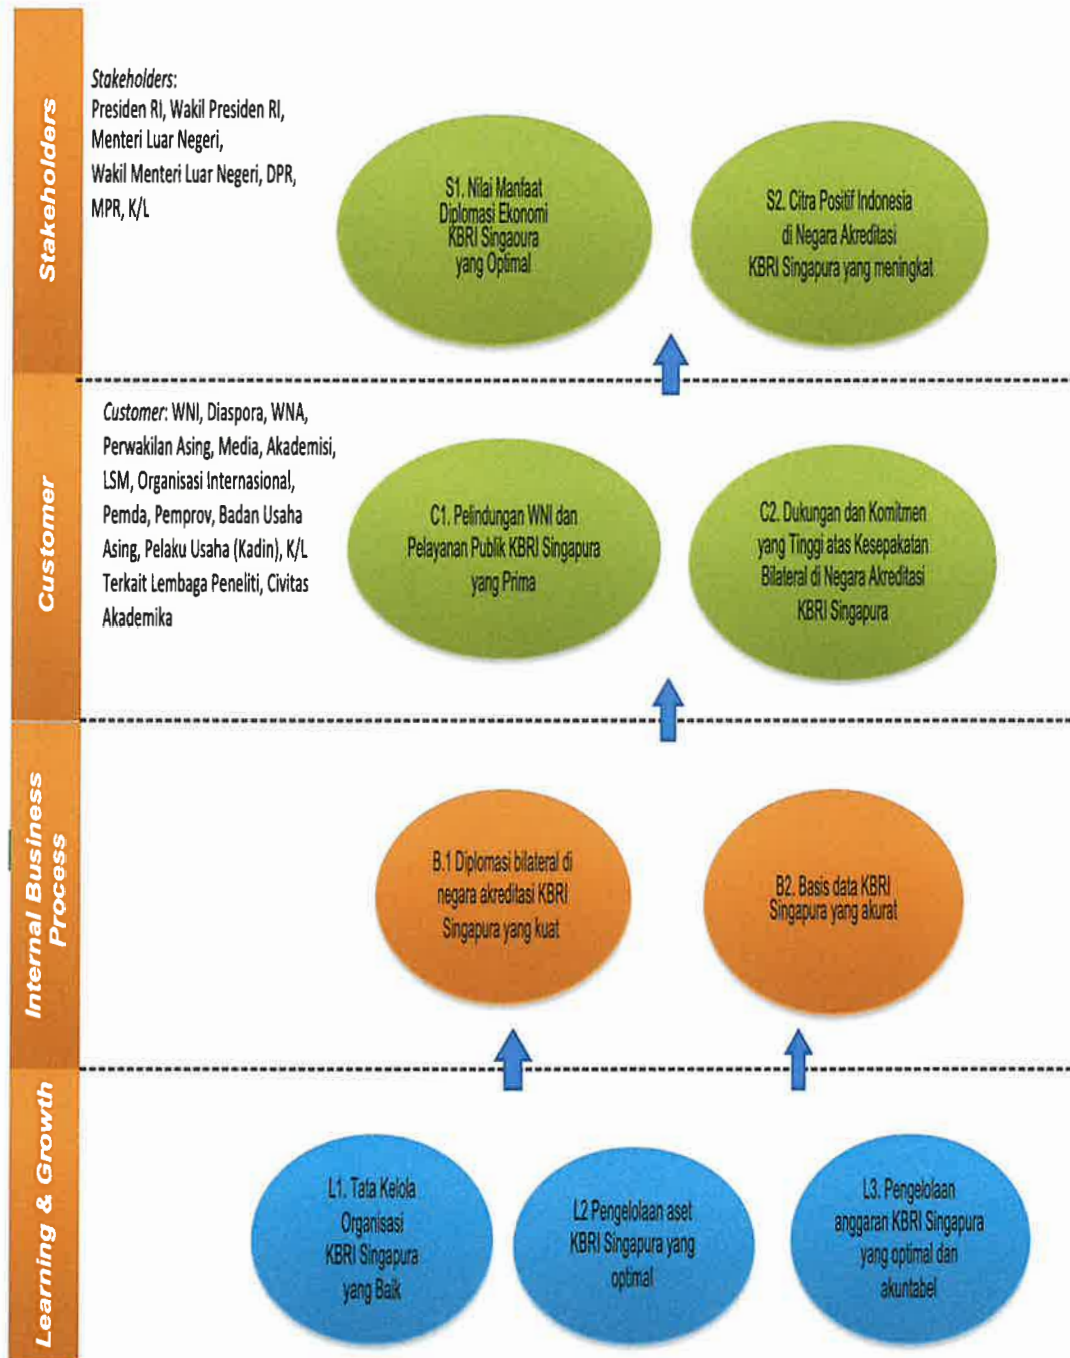 Stakeholders
Stakeholders:
Presiden RI, Wakil Presiden RI,
Menteri Luar Negeri,
Wakil Menteri Luar Negeri, DPR,
MPR, K/L
S1. Nilai Manfaat
Diplomasi Ekonomi
KBRI Singaoura
yang Optimal
S2. Citra Positif Indonesia
di Negara Akreditasi
KBRI Singapura yang meningkat
Customer
Customer: WNI, Diaspora, WNA,
Perwakilan Asing, Media, Akademisi,
LSM, Organisasi Internasional,
Pemda, Pemprov, Badan Usaha
Asing, Pelaku Usaha (Kadin), K/L
Terkait Lembaga Peneliti, Civitas
Akademika
C1. Pelindungan WNI dan
Pelayanan Publik KBRI Singapura
yang Prima
C2. Dukungan dan Komitmen
yang Tinggi atas Kesepakatan
Bilateral di Negara Akreditasi
KBRI Singapura
Internal Business
Process
B.1 Diplomasi bilateral di
negara akreditasi KBRI
Singapura yang kuat
B2. Basis data KBRI
Singapura yang akurat
Learning & Growth
L1. Tata Kelola
Organisasi
KBRI Singapura
yang Baik
L2 Pengelolaan aset
KBRI Singapura yang
optimal
L3. Pengelolaan
anggaran KBRI Singapura
yang optimal dan
akuntabel